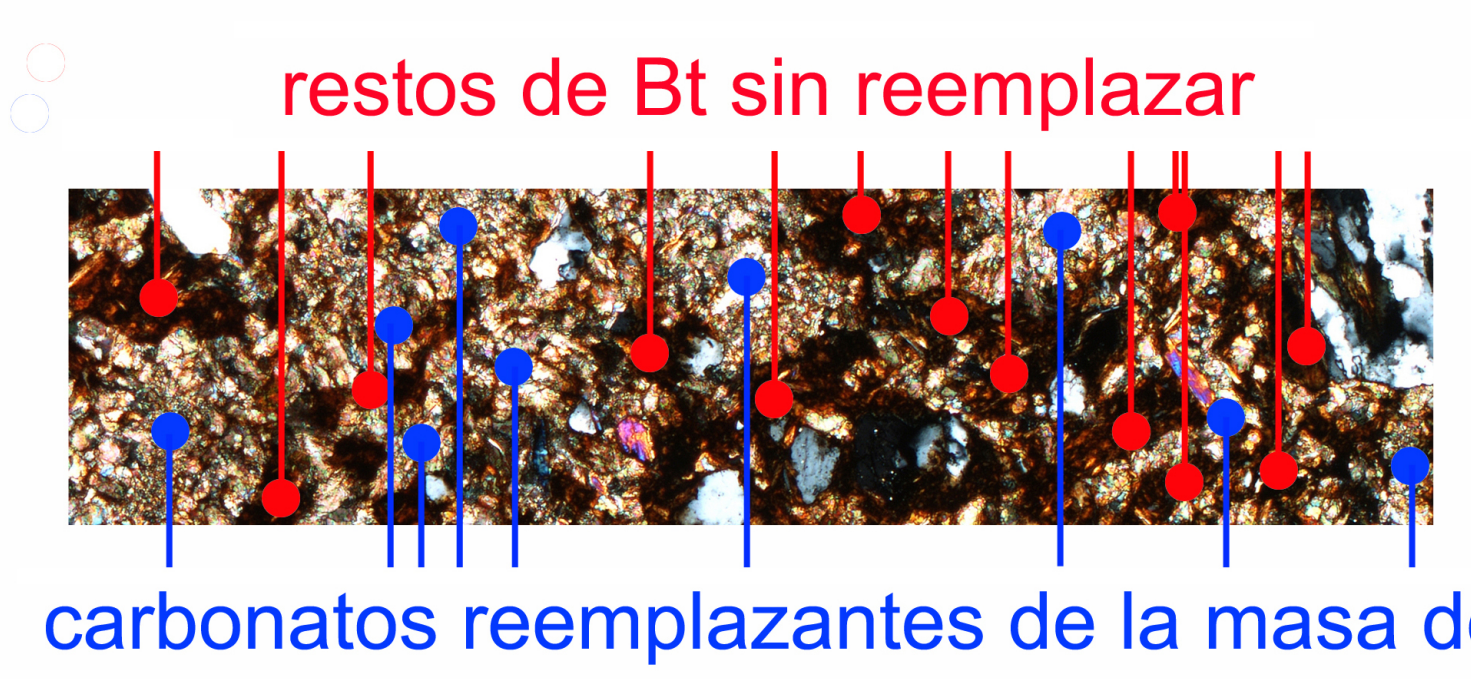 restos de Bt sin reemplazar
carbonatos reemplazantes de la masa